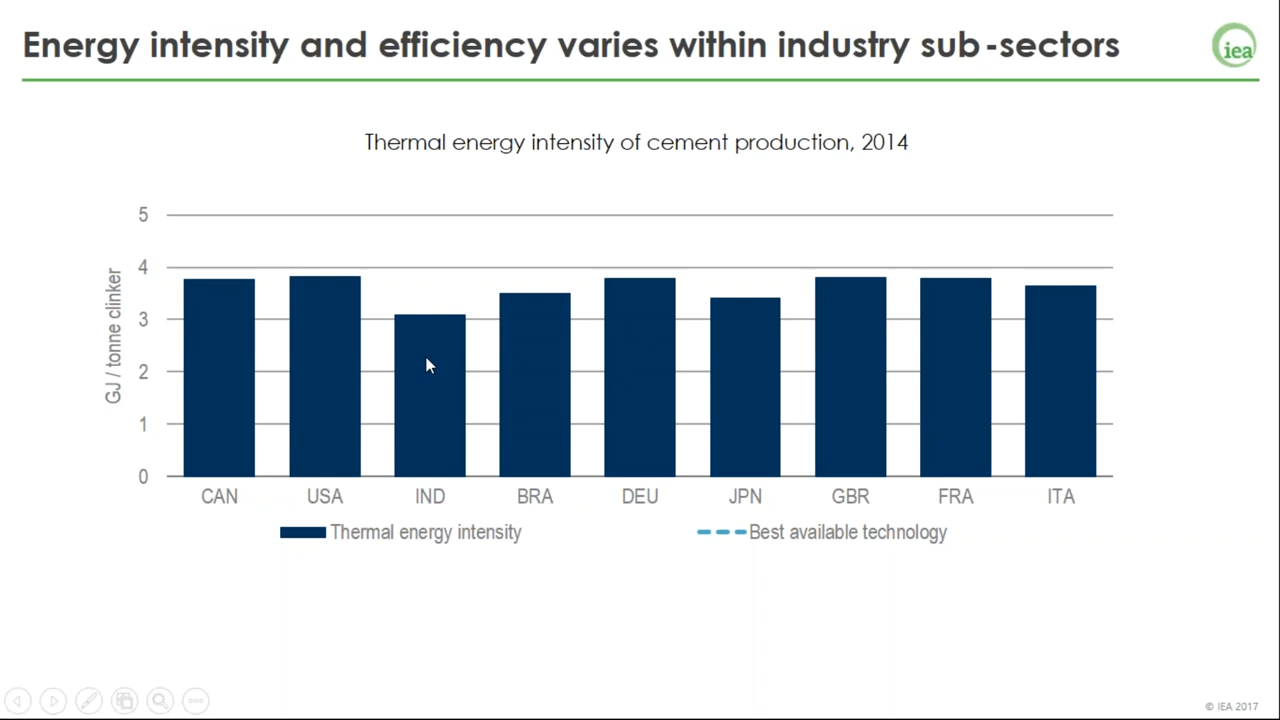 Energy intensity and efficiency varies within industry sub-sectors
iea
Thermal energy intensity of cement production, 2014
GJ / tonne clinker
5
4
3
2
1
0
CAN USA IND BRA DEU JPN GBR FRA ITA
Thermal energy intensity Best available technology
© IEA 2017